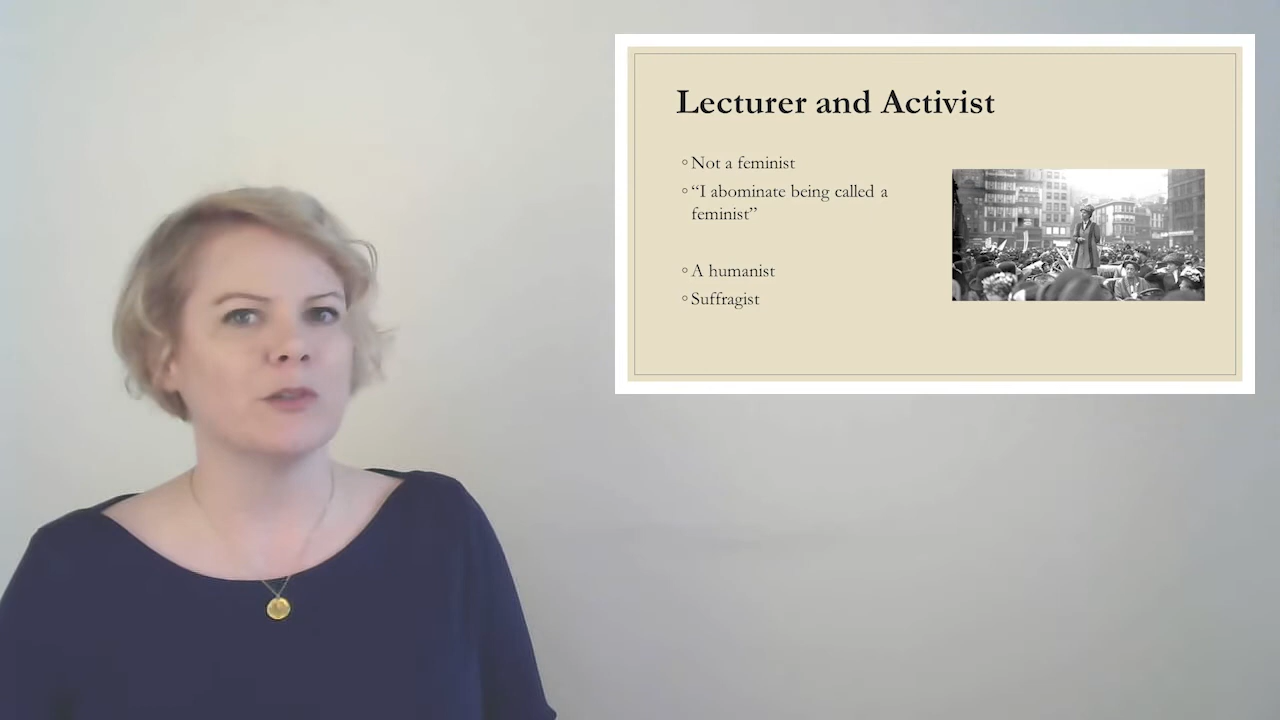 Lecturer and Activist
◦ Not a feminist
◦ “I abominate being called a
feminist”
◦ A humanist
◦ Suffragist